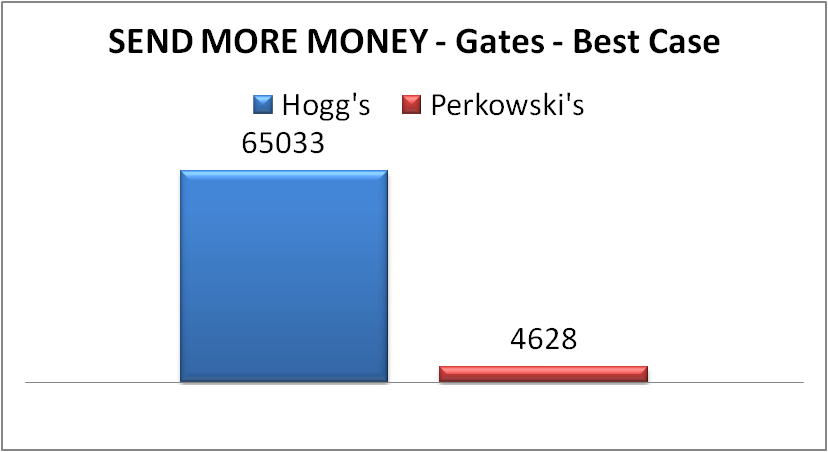 SEND MORE MONEY - Gates - Best Case
Hogg's Perkowski's
65033
4628